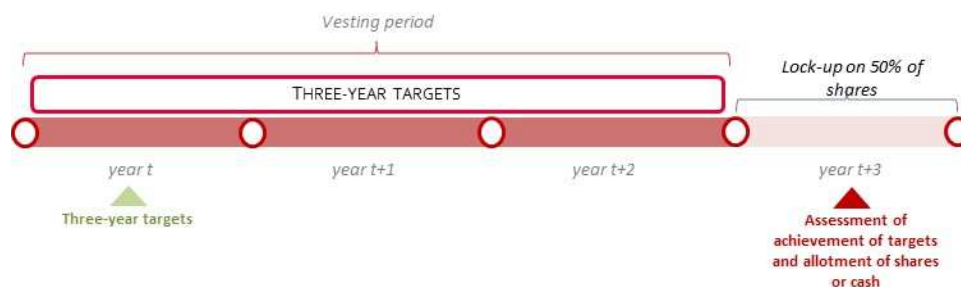 Vesting period
THREE-YEAR TARGETS
Lock-up on 50% of
shares
year t
year t+1
year t+2
year t+3
Three-year targets
Assessment of
achievement of targets
and allotment of shares
or cash